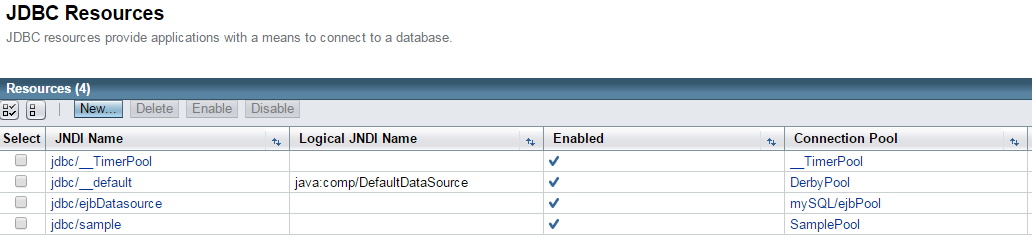 JDBC Resources
JDBC resources provide applications with a means to connect to a database.
Resources (4)
New... Delete Enable Disable
Select JNDI Name Logical JNDI Name Enabled Connection Pool
jdbc/__TimerPool __TimerPool
jdbc/__default java:comp/DefaultDataSource DerbyPool
jdbc/ejbDatasource mySQL/ejbPool
jdbc/sample SamplePool